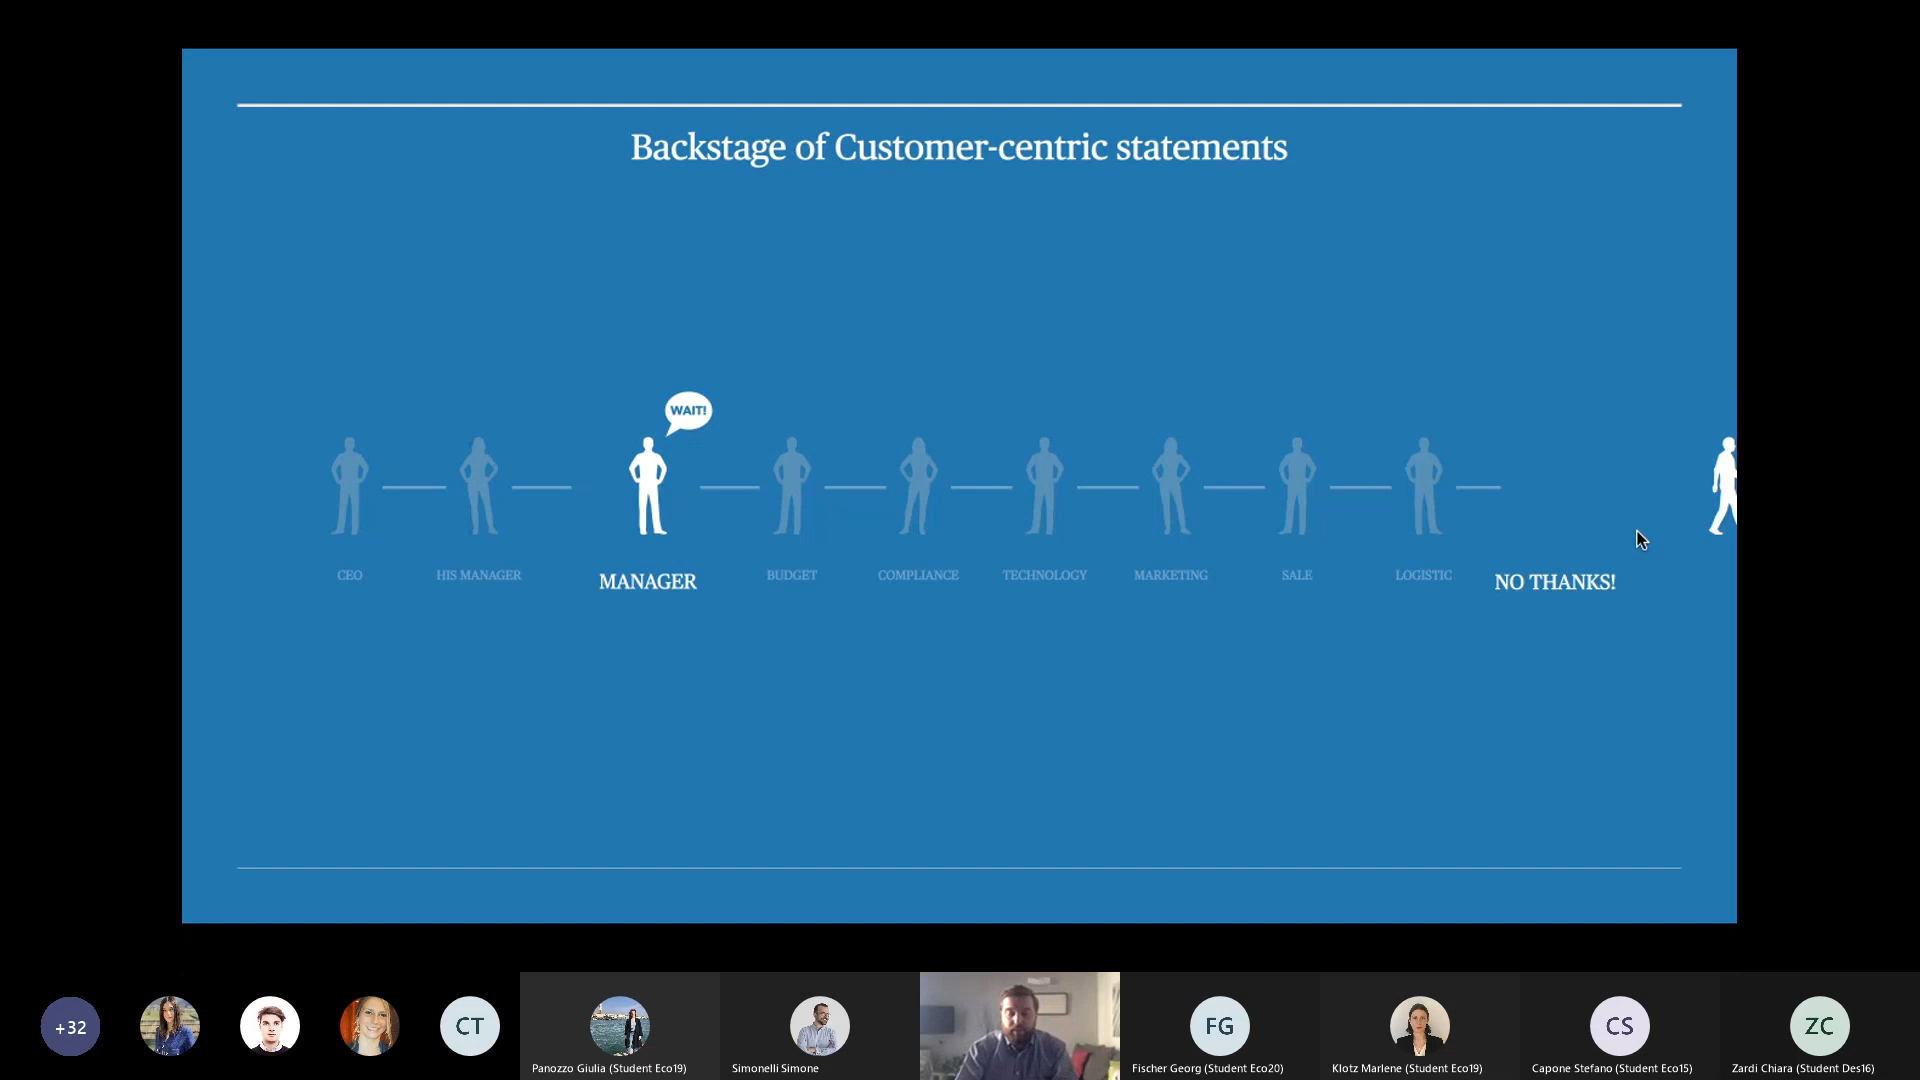 Backstage of Customer-centric statements
WAIT!
CEO
HIS MANAGER
MANAGER
BUDGET
COMPLIANCE
TECHNOLOGY
MARKETING
SALE
LOGISTIC
NO THANKS!
+32
CT
FG
CS
ZC
Panozzo Giulia (Student Eco19)
Simonelli Simone
Fischer Georg (Student Eco20)
Klotz Marlene (Student Eco19)
Capone Stefano (Student Eco15)
Zardi Chiara (Student Des16)